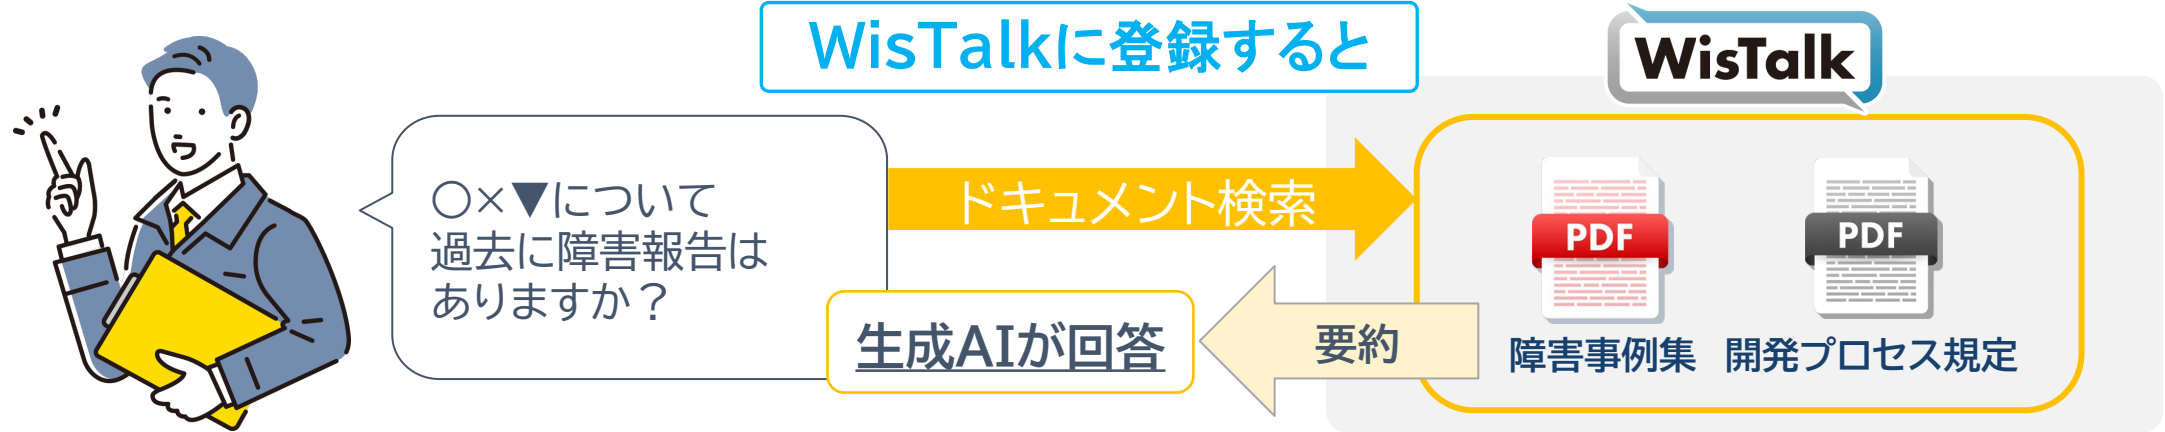 WisTalkに登録すると
WisTalk
〇×▼について
過去に障害報告は
ありますか？
ドキュメント検索
PDF
PDF
生成AIが回答
要約
障害事例集
開発プロセス規定